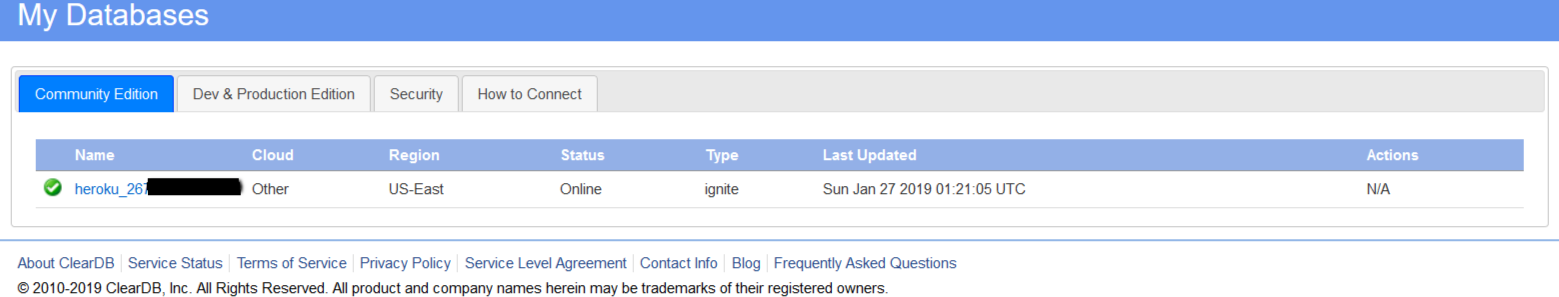 My Databases
Community Edition Dev & Production Edition Security How to Connect
Name Cloud Region Status Type Last Updated Actions
heroku_267 Other US-East Online ignite Sun Jan 27 2019 01:21:05 UTC N/A
About ClearDB | Service Status | Terms of Service | Privacy Policy | Service Level Agreement | Contact Info | Blog | Frequently Asked Questions
© 2010-2019 ClearDB, Inc. All Rights Reserved. All product and company names herein may be trademarks of their registered owners.